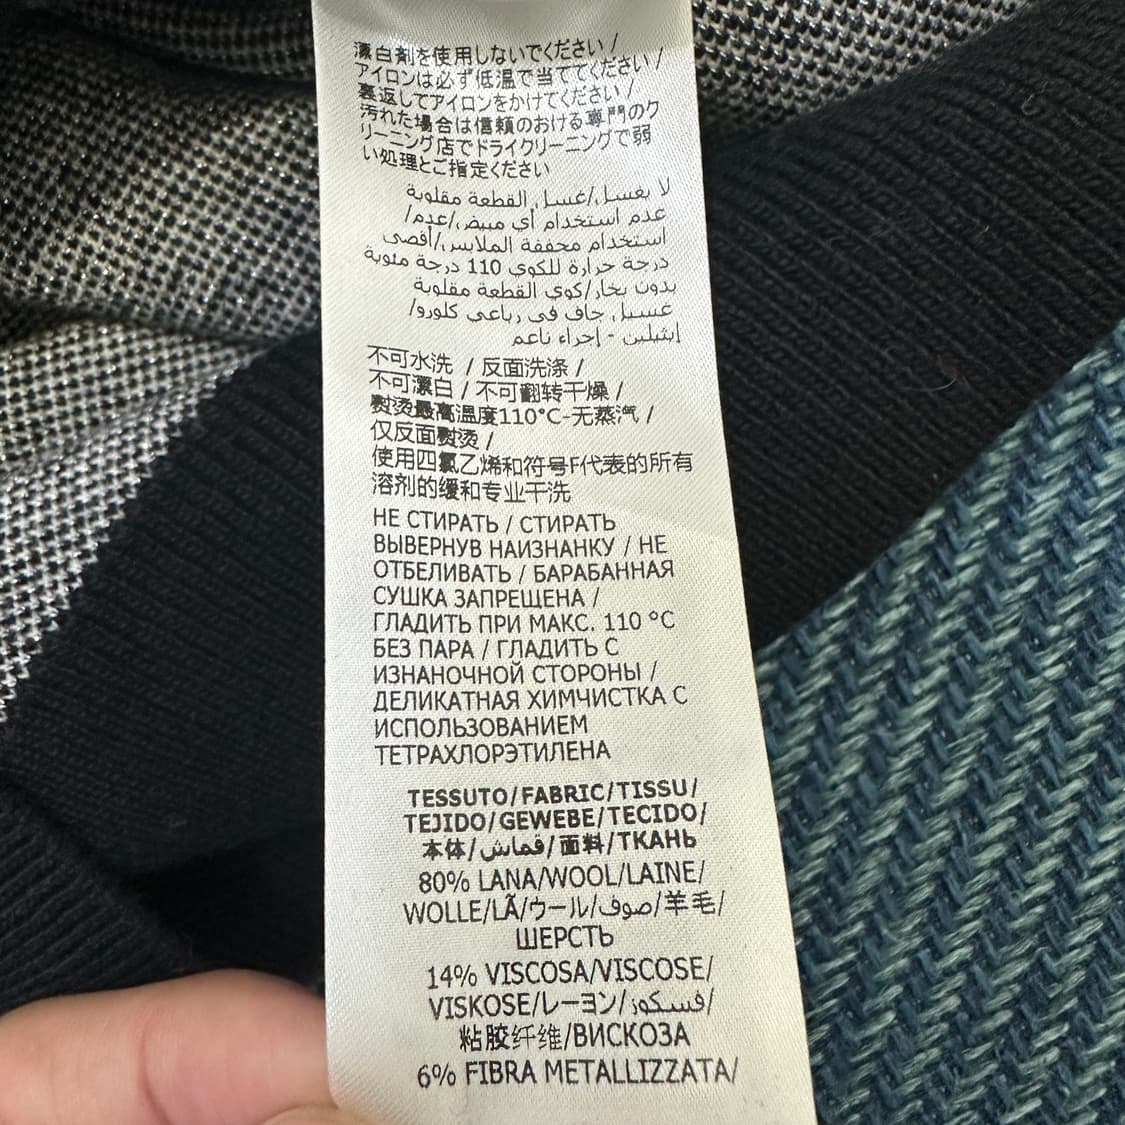 漂白剤を使用しないでください /
アイロンは必ず低温で当ててください /
裏返してアイロンをかけてください /
汚れた場合は信頼のおける専門のク
リーニング店でドライクリーニングで弱
い処理とご指定ください
لا يغسل/غسل القطعة مقلوبة
عدم استخدام أي مبيض/عدم/
استخدام مجففة الملابس/أقصى
درجة حرارة للكوي 110 درجة مئوية
بدون بخار/كوي القطعة مقلوبة
غسيل جاف في رباعي كلورو/
إيثيلين - إجراء ناعم
不可水洗 / 反面洗涤 /
不可漂白 / 不可翻转干燥 /
熨烫最高温度110°C-无蒸汽 /
仅反面熨烫 /
使用四氯乙烯和符号F代表的所有
溶剂的缓和专业干洗
НЕ СТИРАТЬ / СТИРАТЬ
ВЫВЕРНУВ НАИЗНАНКУ / НЕ
ОТБЕЛИВАТЬ / БАРАБАННАЯ
СУШКА ЗАПРЕЩЕНА /
ГЛАДИТЬ ПРИ МАКС. 110 °C
БЕЗ ПАРА / ГЛАДИТЬ С
ИЗНАНОЧНОЙ СТОРОНЫ /
ДЕЛИКАТНАЯ ХИМЧИСТКА С
ИСПОЛЬЗОВАНИЕМ
ТЕТРАХЛОРЭТИЛЕНА
TESSUTO/FABRIC/TISSU/
TEJIDO/GEWEBE/TECIDO/
本体/قماش/面料/ТКАНЬ
80% LANA/WOOL/LAINE/
WOLLE/LÃ/ウール/صوف/羊毛/
ШЕРСТЬ
14% VISCOSA/VISCOSE/
VISKOSE/レーヨン/فسكوز/
粘胶纤维/ВИСКОЗА
6% FIBRA METALLIZZATA/